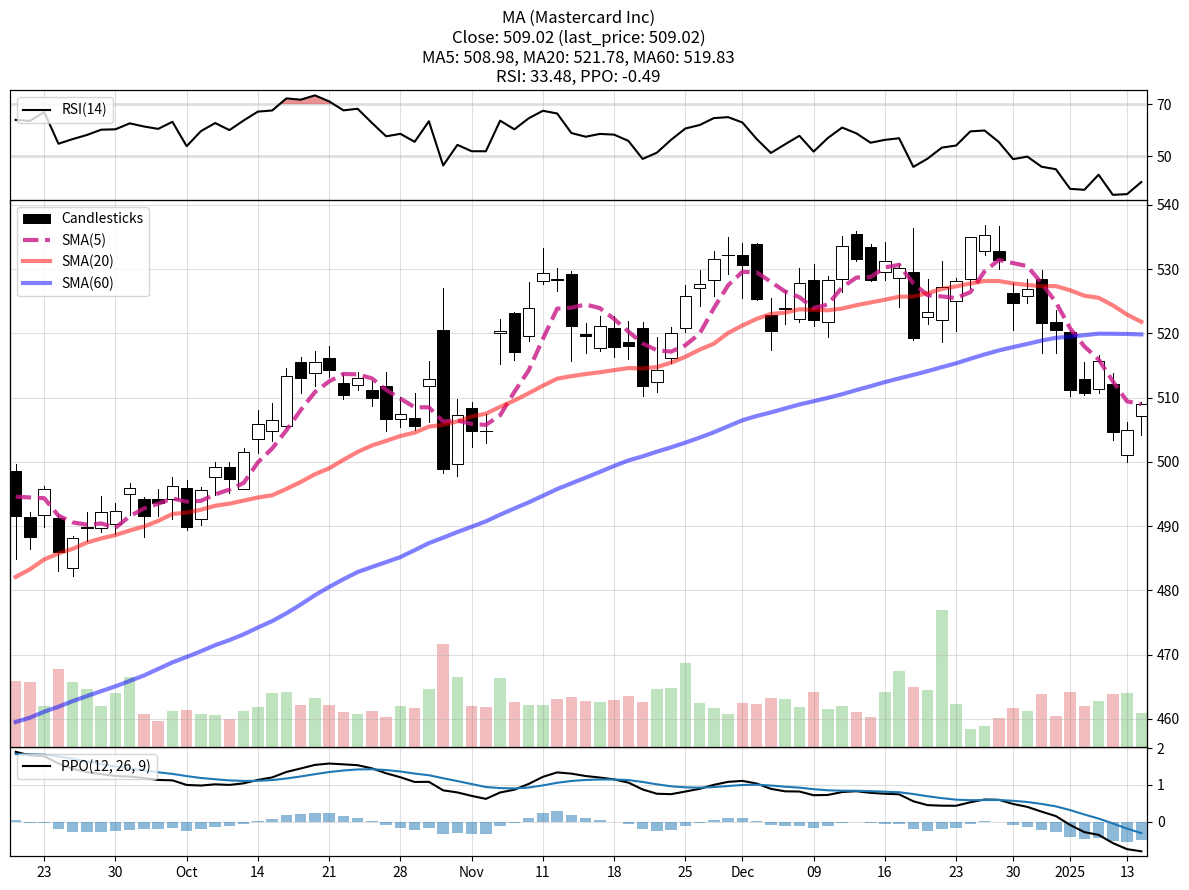 MA (Mastercard Inc)
Close: 509.02 (last_price: 509.02)
MA5: 508.98, MA20: 521.78, MA60: 519.83
RSI: 33.48, PPO: -0.49
RSI(14)
70
50
Candlesticks
SMA(5)
SMA(20)
SMA(60)
540
530
520
510
500
490
480
470
460
PPO(12, 26, 9)
2
1
0
23 30 Oct 14 21 28 Nov 11 18 25 Dec 09 16 23 30 2025 13